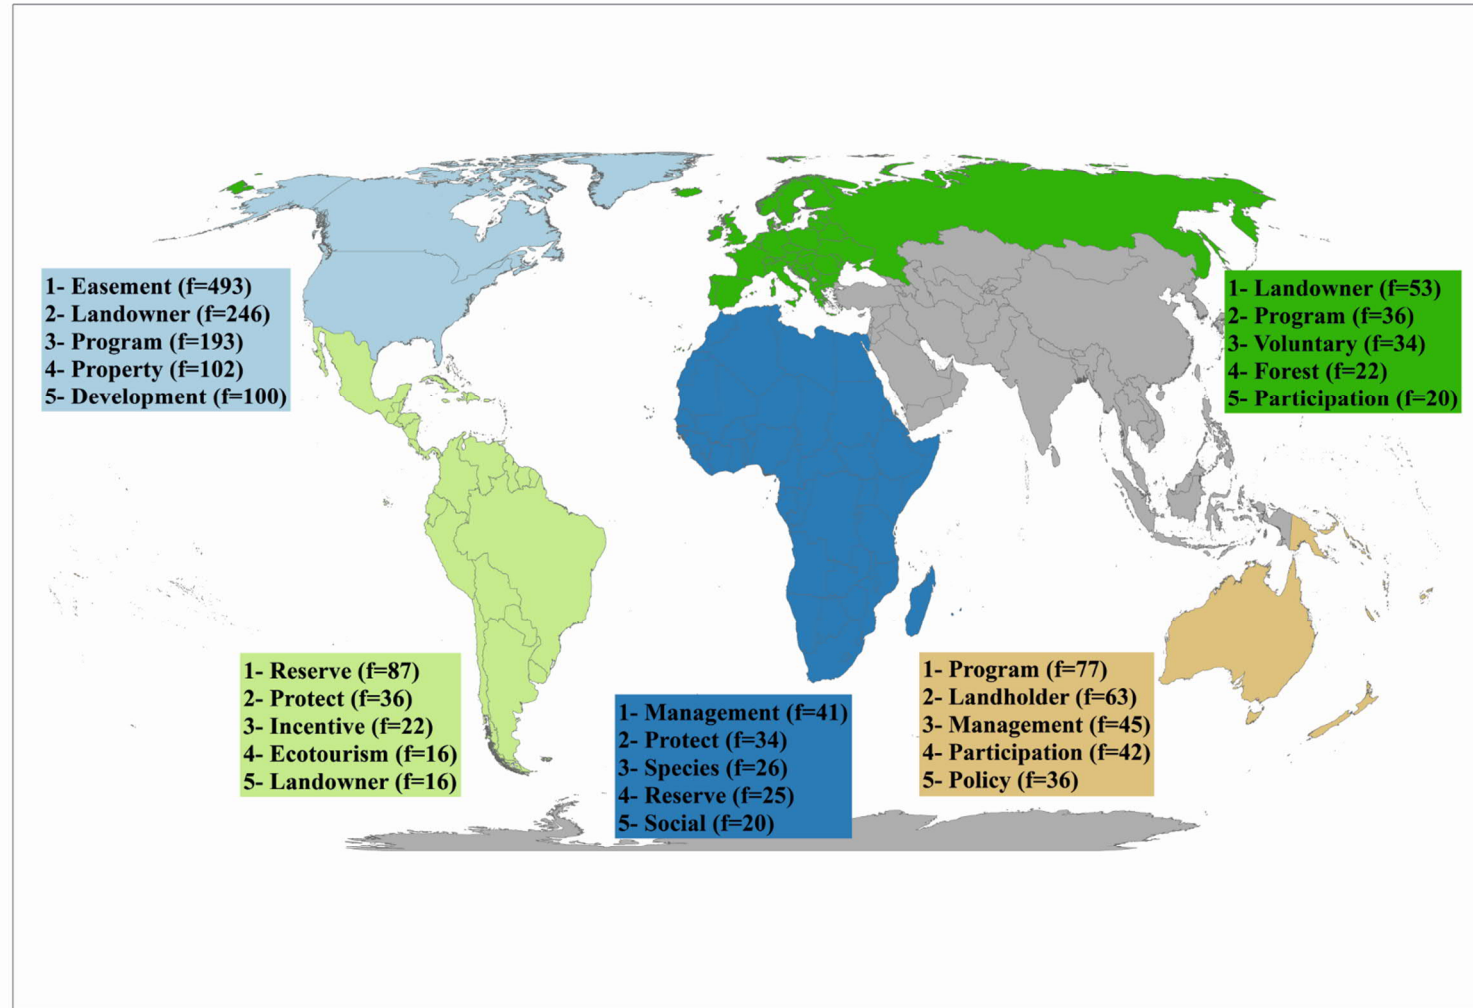 1- Easement (f=493)
2- Landowner (f=246)
3- Program (f=193)
4- Property (f=102)
5- Development (f=100)
1- Landowner (f=53)
2- Program (f=36)
3- Voluntary (f=34)
4- Forest (f=22)
5- Participation (f=20)
1- Reserve (f=87)
2- Protect (f=36)
3- Incentive (f=22)
4- Ecotourism (f=16)
5- Landowner (f=16)
1- Management (f=41)
2- Protect (f=34)
3- Species (f=26)
4- Reserve (f=25)
5- Social (f=20)
1- Program (f=77)
2- Landholder (f=63)
3- Management (f=45)
4- Participation (f=42)
5- Policy (f=36)